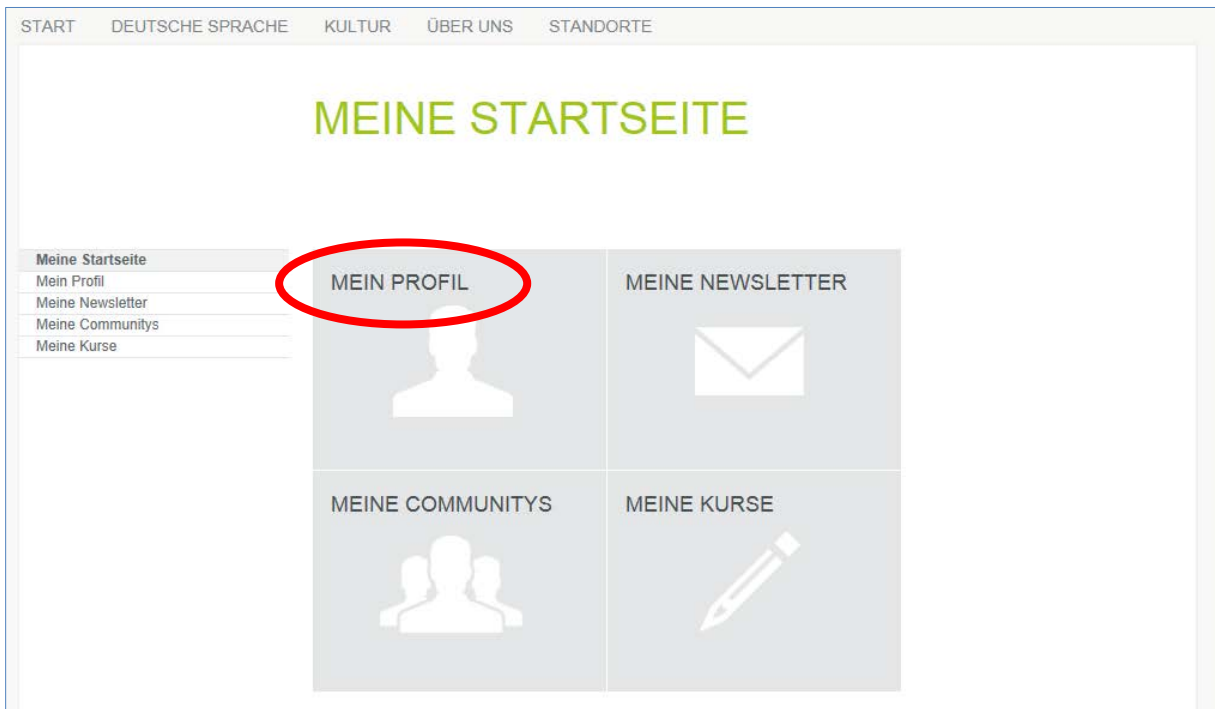 START DEUTSCHE SPRACHE KULTUR ÜBER UNS STANDORTE
MEINE STARTSEITE
Meine Startseite
Mein Profil
Meine Newsletter
Meine Communitys
Meine Kurse
MEIN PROFIL
MEINE NEWSLETTER
MEINE COMMUNITYS
MEINE KURSE